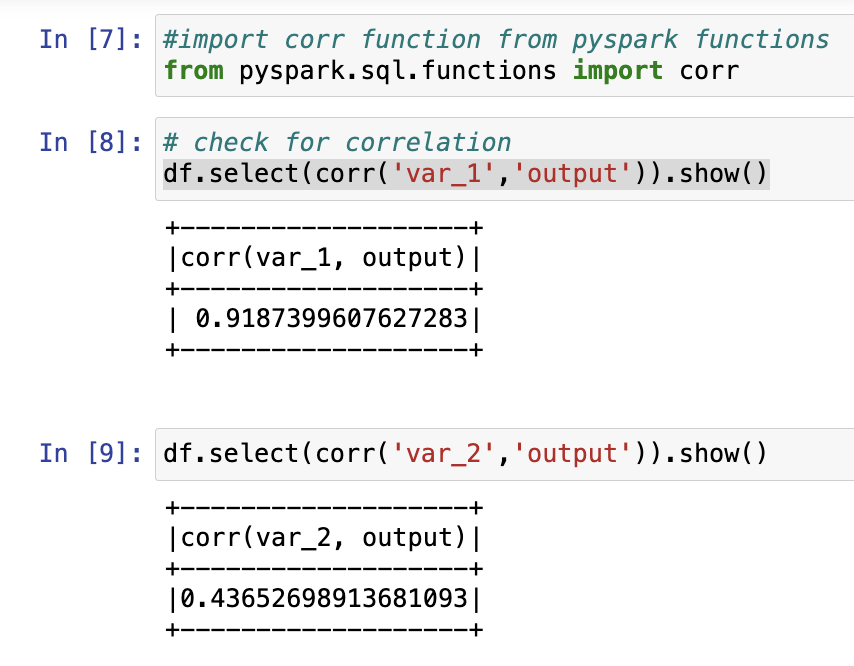 In [7]: #import corr function from pyspark functions
from pyspark.sql.functions import corr
In [8]: # check for correlation
df.select(corr('var_1','output')).show()
+-------------------+
|corr(var_1, output)|
+-------------------+
| 0.9187399607627283|
+-------------------+
In [9]: df.select(corr('var_2','output')).show()
+-------------------+
|corr(var_2, output)|
+-------------------+
|0.43652698913681093|
+-------------------+